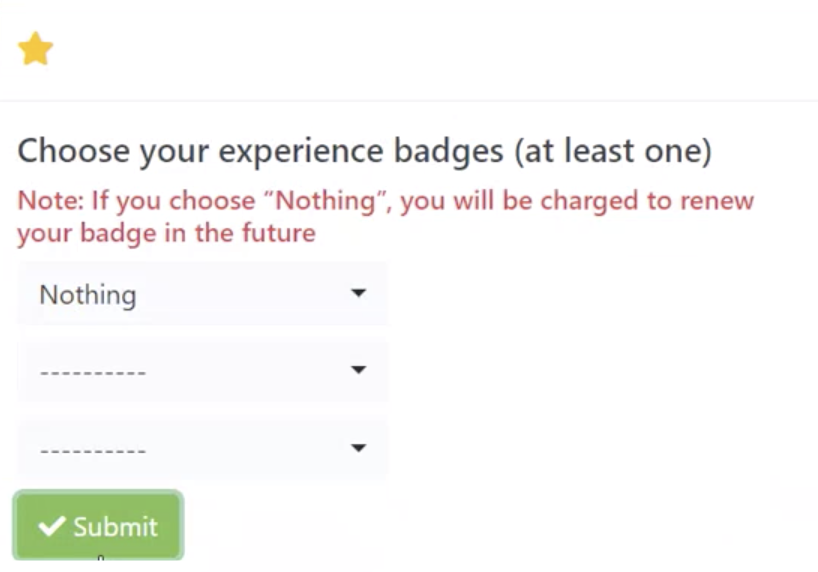 Choose your experience badges (at least one)
Note: If you choose “Nothing”, you will be charged to renew
your badge in the future
Nothing
----------
----------
Submit